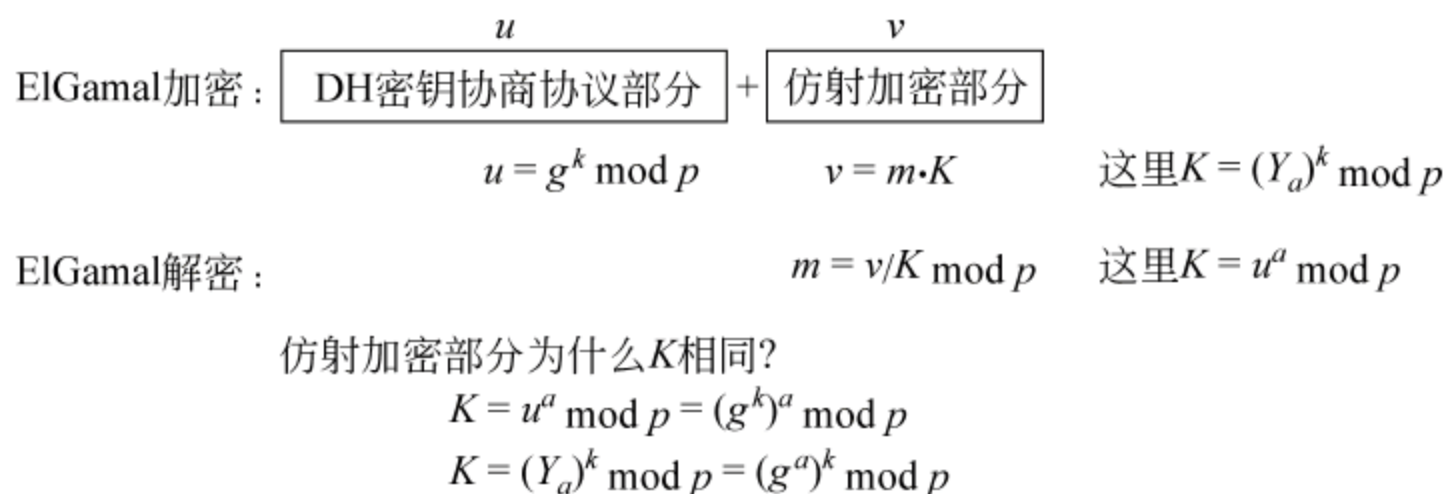 u v
ElGamal加密： DH密钥协商协议部分 + 仿射加密部分
u = g^k mod p v = m·K 这里K = (Y_a)^k mod p
ElGamal解密： m = v/K mod p 这里K = u^a mod p
仿射加密部分为什么K相同?
K = u^a mod p = (g^k)^a mod p
K = (Y_a)^k mod p = (g^a)^k mod p